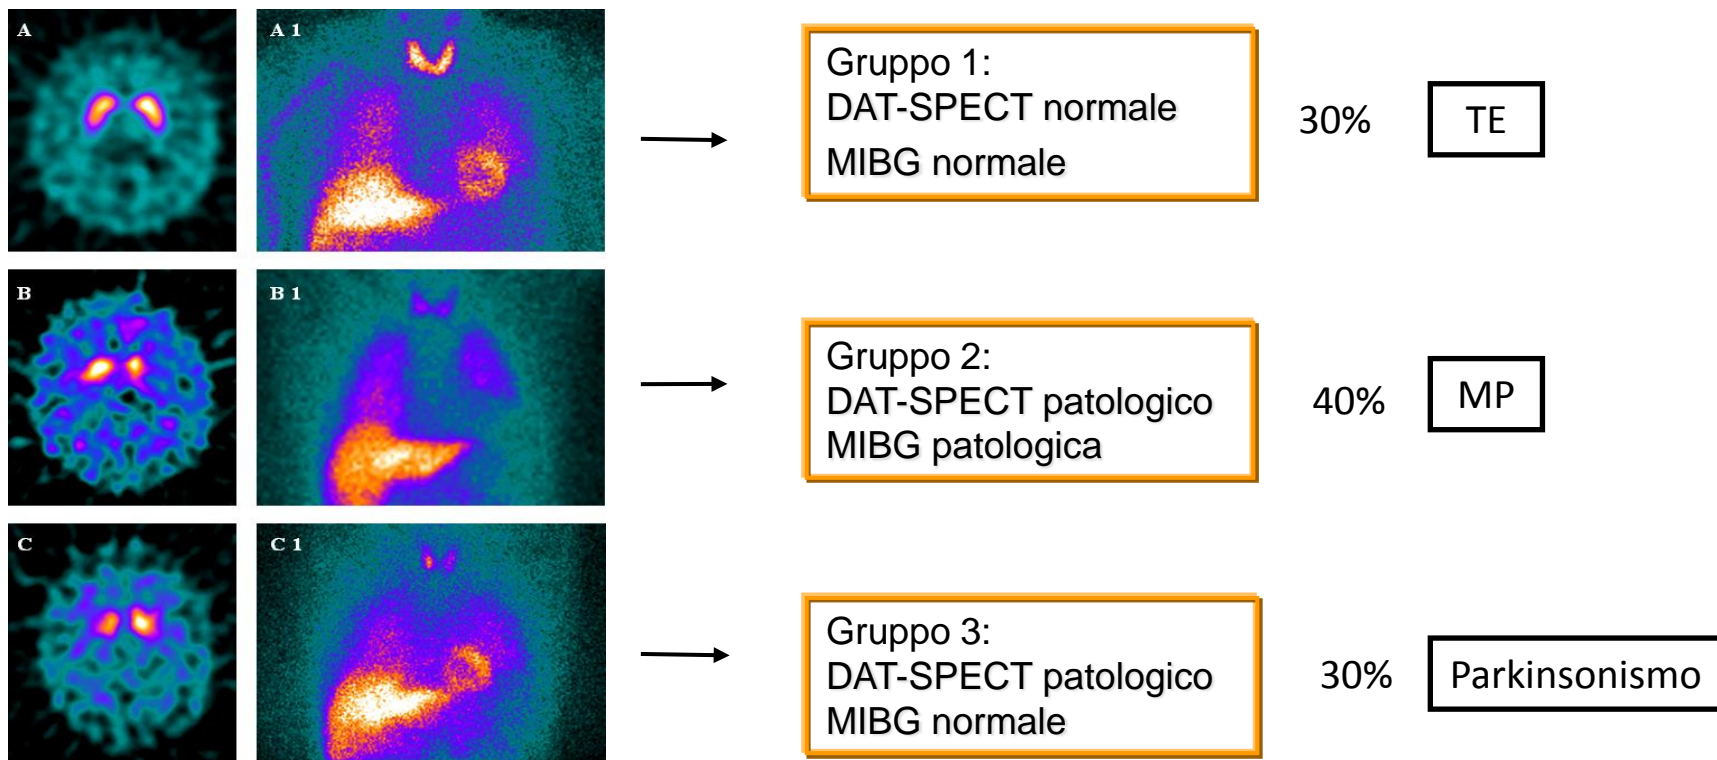 A
A 1
Gruppo 1:
DAT-SPECT normale
MIBG normale
30%
TE
B
B 1
Gruppo 2:
DAT-SPECT patologico
MIBG patologica
40%
MP
C
C 1
Gruppo 3:
DAT-SPECT patologico
MIBG normale
30%
Parkinsonismo